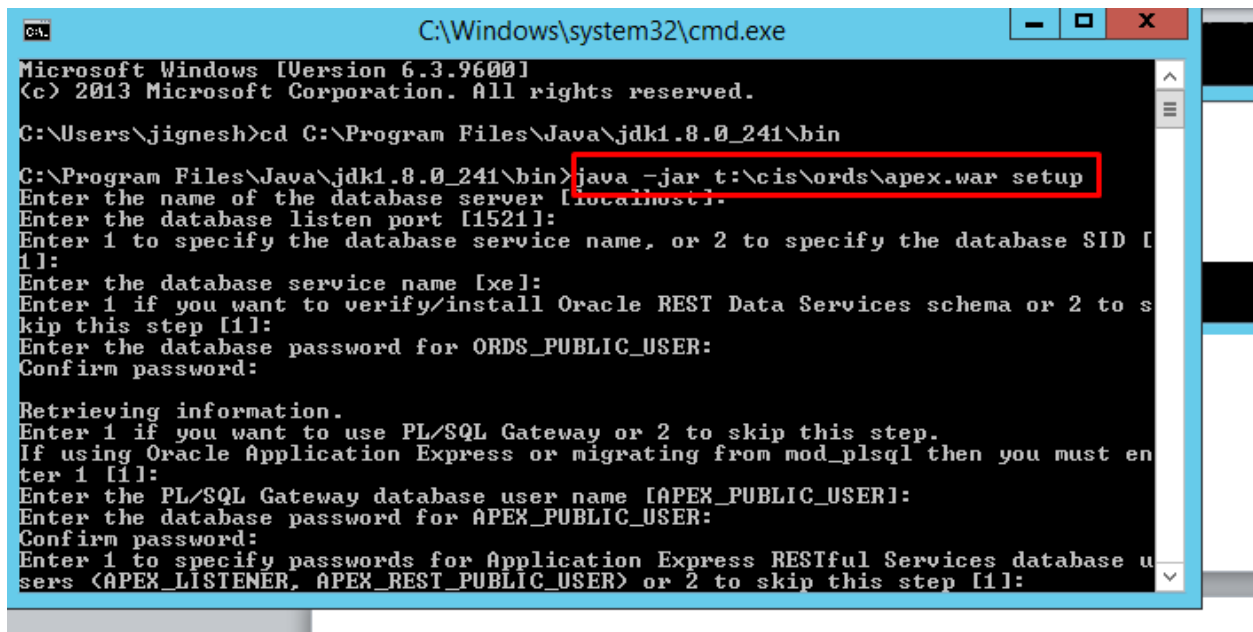 C:\Windows\system32\cmd.exe
Microsoft Windows [Version 6.3.9600]
(c) 2013 Microsoft Corporation. All rights reserved.
C:\Users\jignesh>cd C:\Program Files\Java\jdk1.8.0_241\bin
C:\Program Files\Java\jdk1.8.0_241\bin>java -jar t:\cis\ords\apex.war setup
Enter the name of the database server [localhost]:
Enter the database listen port [1521]:
Enter 1 to specify the database service name, or 2 to specify the database SID [
1]:
Enter the database service name [xe]:
Enter 1 if you want to verify/install Oracle REST Data Services schema or 2 to s
kip this step [1]:
Enter the database password for ORDS_PUBLIC_USER:
Confirm password:
Retrieving information.
Enter 1 if you want to use PL/SQL Gateway or 2 to skip this step.
If using Oracle Application Express or migrating from mod_plsql then you must en
ter 1 [1]:
Enter the PL/SQL Gateway database user name [APEX_PUBLIC_USER]:
Enter the database password for APEX_PUBLIC_USER:
Confirm password:
Enter 1 to specify passwords for Application Express RESTful Services database u
sers (APEX_LISTENER, APEX_REST_PUBLIC_USER) or 2 to skip this step [1]: